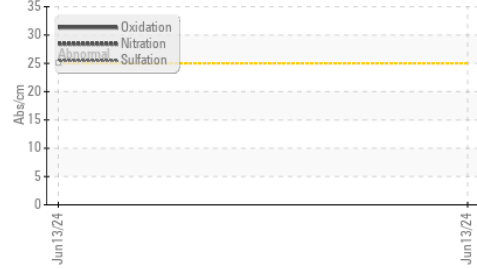 35
Oxidation
Nitration
Abnormal
Sulfation
30
25
20
15
10
5
0
Abs/cm
Jun13/24
Jun13/24